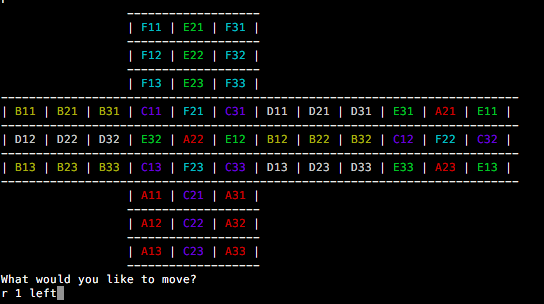 -------------------
| F11 | E21 | F31 |
-------------------
| F12 | E22 | F32 |
-------------------
| F13 | E23 | F33 |
--------------------------------------------------------------------------
| B11 | B21 | B31 | C11 | F21 | C31 | D11 | D21 | D31 | E31 | A21 | E11 |
--------------------------------------------------------------------------
| D12 | D22 | D32 | E32 | A22 | E12 | B12 | B22 | B32 | C12 | F22 | C32 |
--------------------------------------------------------------------------
| B13 | B23 | B33 | C13 | F23 | C33 | D13 | D23 | D33 | E33 | A23 | E13 |
--------------------------------------------------------------------------
| A11 | C21 | A31 |
-------------------
| A12 | C22 | A32 |
-------------------
| A13 | C23 | A33 |
-------------------
What would you like to move?
r 1 left